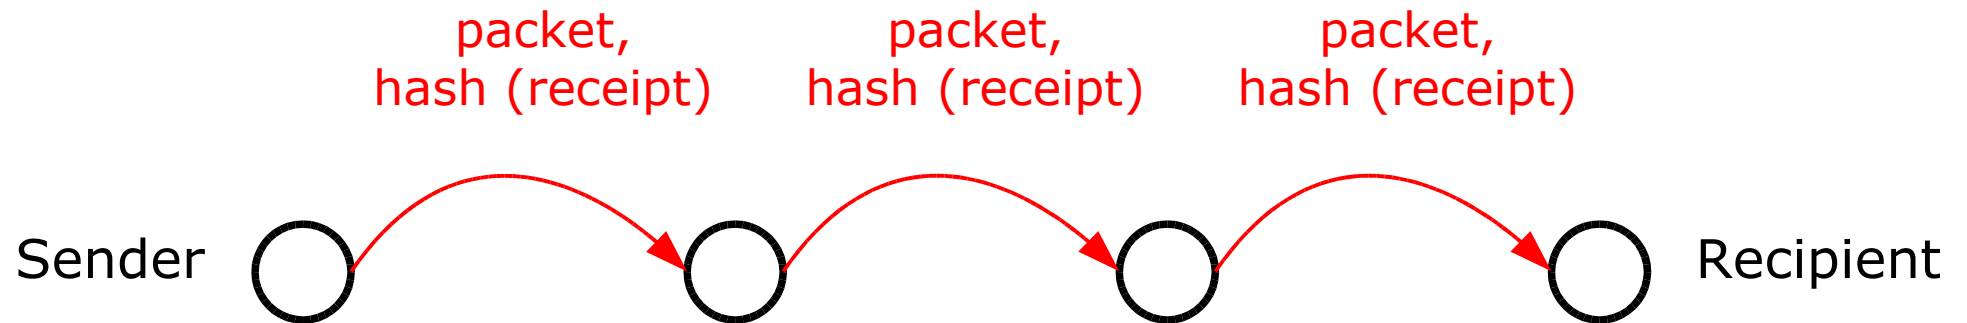 packet,
hash (receipt)
packet,
hash (receipt)
packet,
hash (receipt)
Sender
Recipient